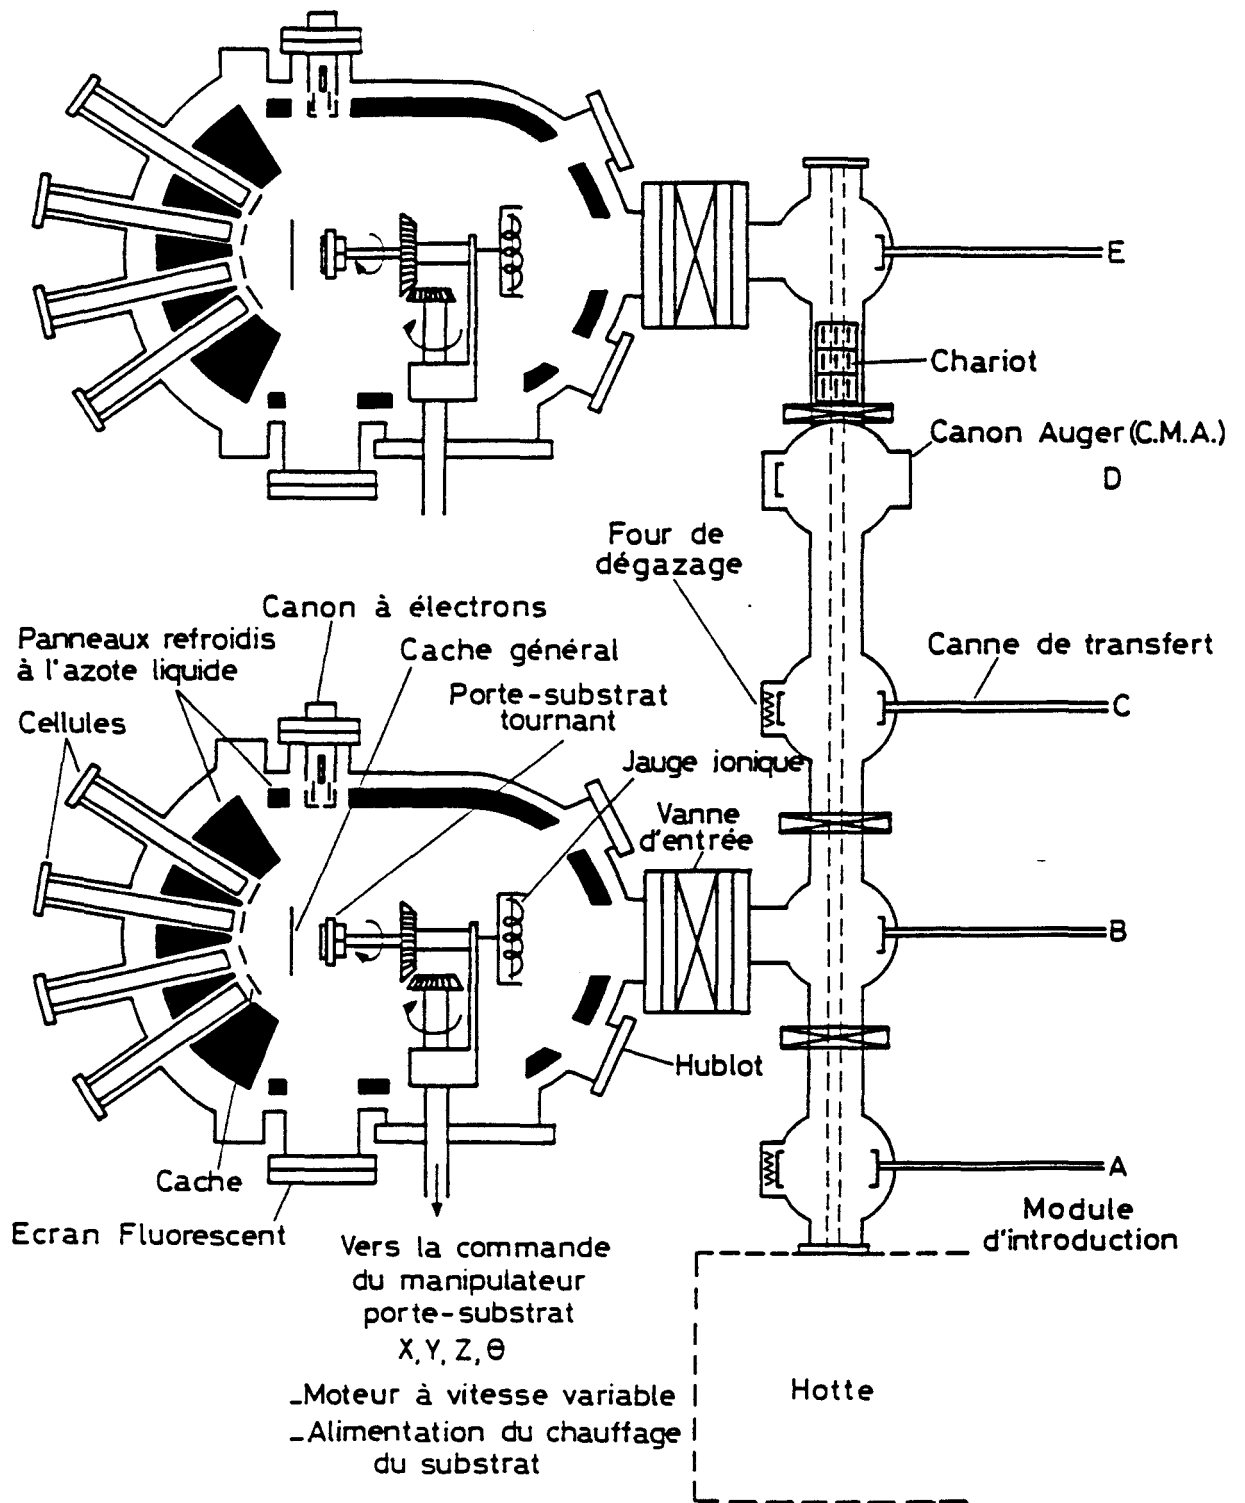 E
Chariot
Canon Auger (C.M.A.)
D
Four de
dégazage
Canon à électrons
Panneaux refroidis
à l'azote liquide
Cache général
Canne de transfert
Porte-substrat
tournant
C
Cellules
Jauge ionique
Vanne
d'entrée
B
Hublot
A
Cache
Module
d'introduction
Ecran Fluorescent
Vers la commande
du manipulateur
porte-substrat
X, Y, Z, θ
-Moteur à vitesse variable
-Alimentation du chauffage
du substrat
Hotte